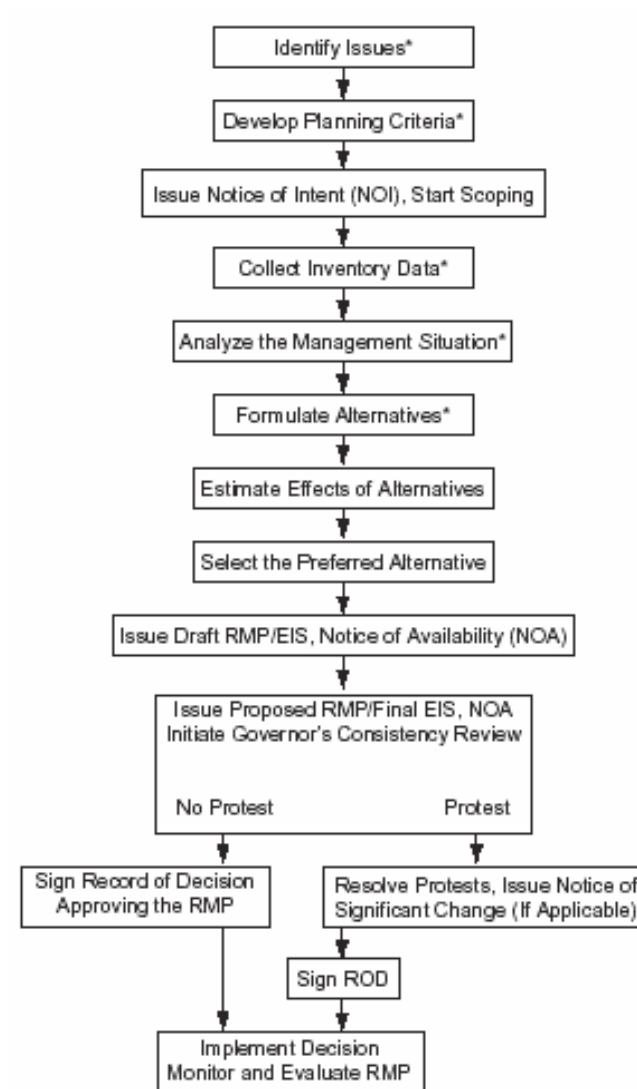 Identify Issues*
Develop Planning Criteria*
Issue Notice of Intent (NOI), Start Scoping
Collect Inventory Data*
Analyze the Management Situation*
Formulate Alternatives*
Estimate Effects of Alternatives
Select the Preferred Alternative
Issue Draft RMP/EIS, Notice of Availability (NOA)
Issue Proposed RMP/Final EIS, NOA
Initiate Governor's Consistency Review
No Protest
Protest
Sign Record of Decision
Approving the RMP
Resolve Protests, Issue Notice of
Significant Change (If Applicable)
Sign ROD
Implement Decision
Monitor and Evaluate RMP